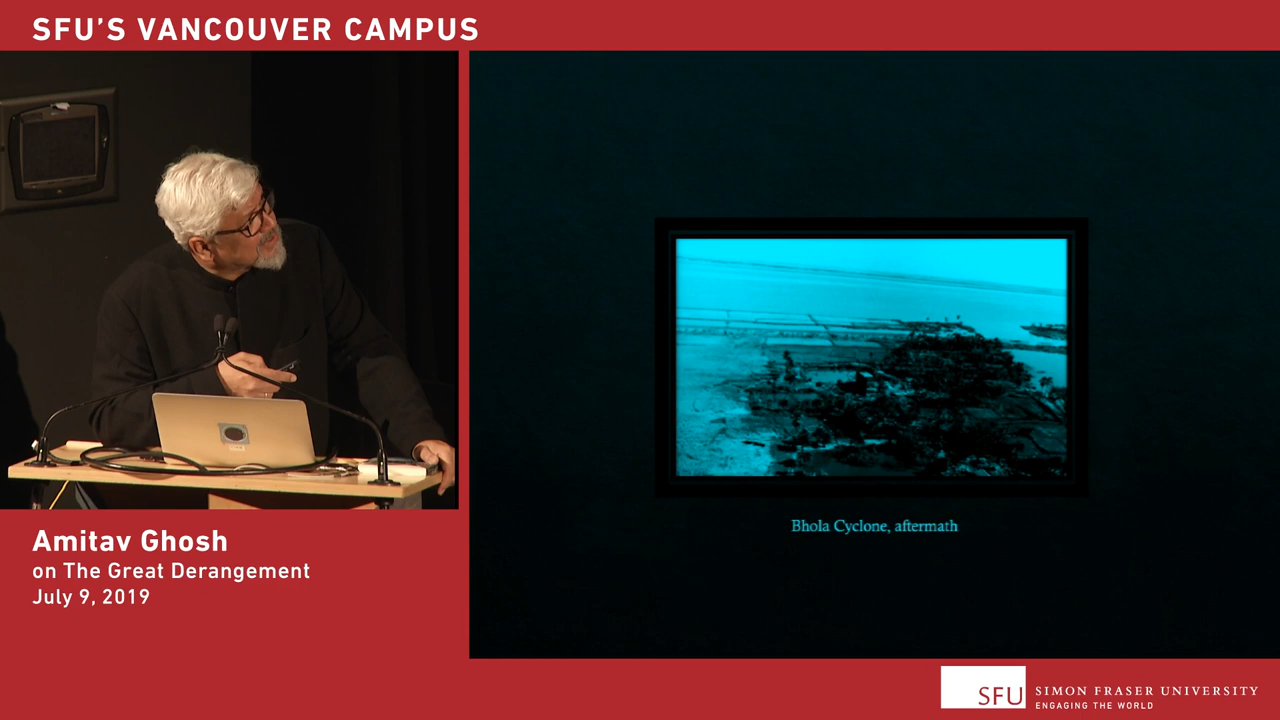 SFU'S VANCOUVER CAMPUS
Bhola Cyclone, aftermath
Amitav Ghosh
on The Great Derangement
July 9, 2019
SFU
SIMON FRASER UNIVERSITY
ENGAGING THE WORLD